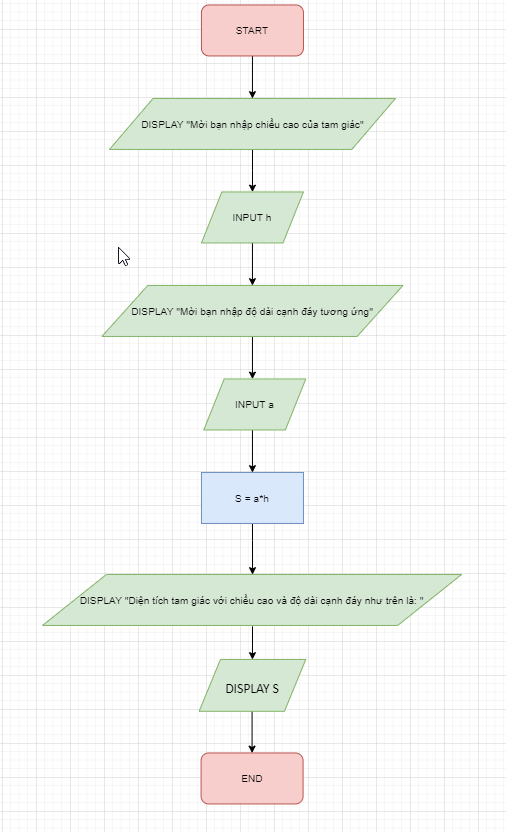 START
DISPLAY "Mời bạn nhập chiều cao của tam giác"
INPUT h
DISPLAY "Mời bạn nhập độ dài cạnh đáy tương ứng"
INPUT a
S = a*h
DISPLAY "Diện tích tam giác với chiều cao và độ dài cạnh đáy như trên là: "
DISPLAY S
END